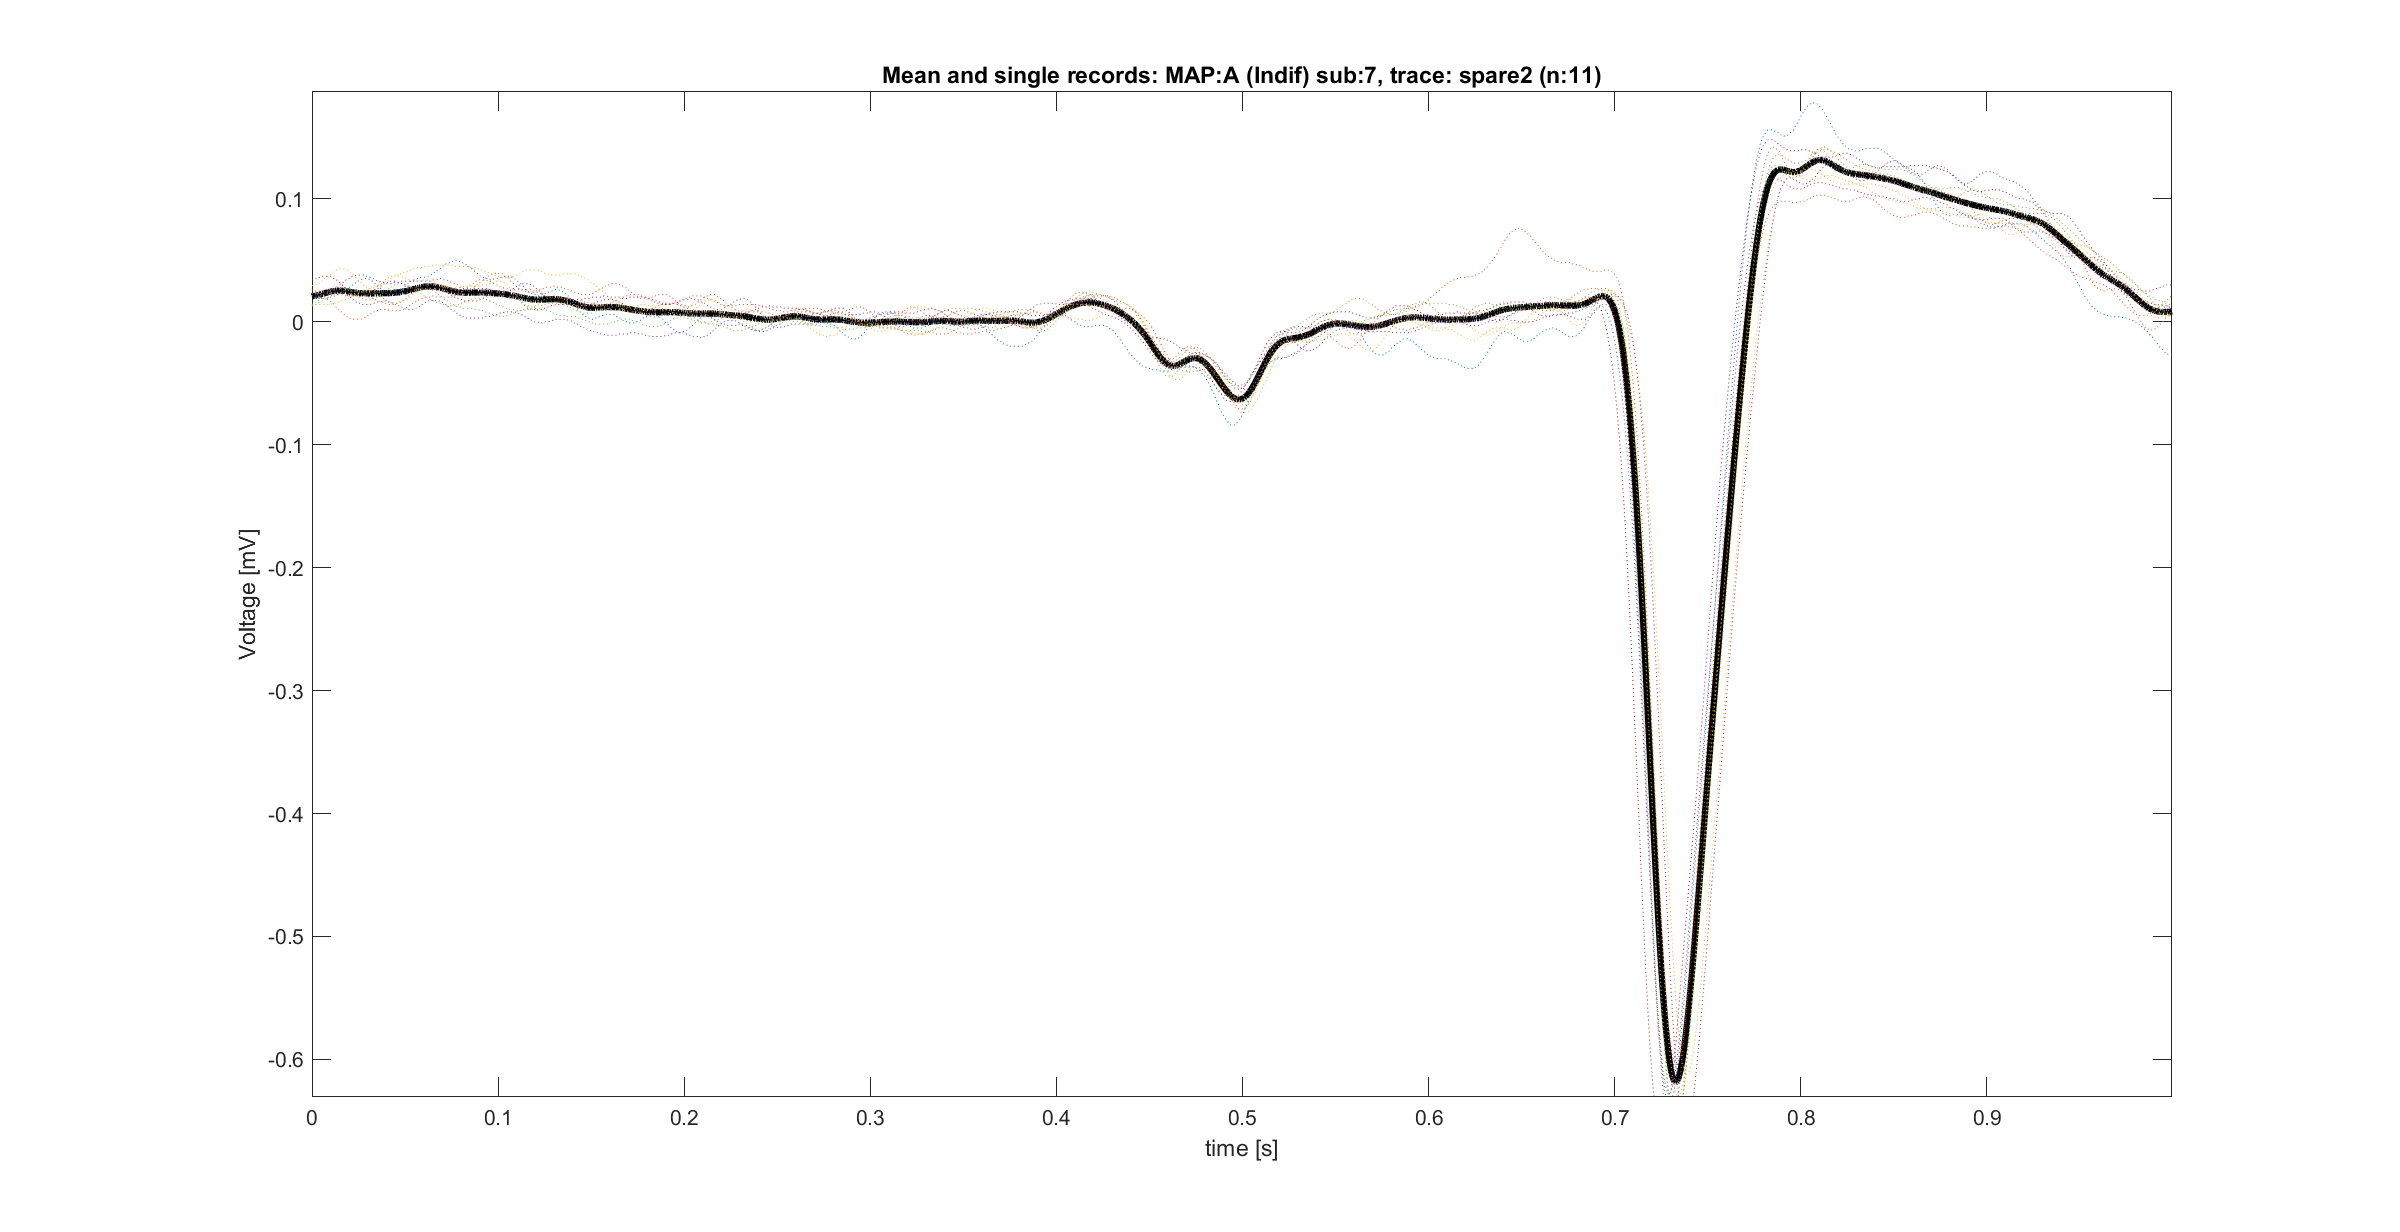 Mean and single records: MAP:A (Indif) sub:7, trace: spare2 (n:11)
0.1
0
-0.1
-0.2
-0.3
-0.4
-0.5
-0.6
Voltage [mV]
0 0.1 0.2 0.3 0.4 0.5 0.6 0.7 0.8 0.9
time [s]